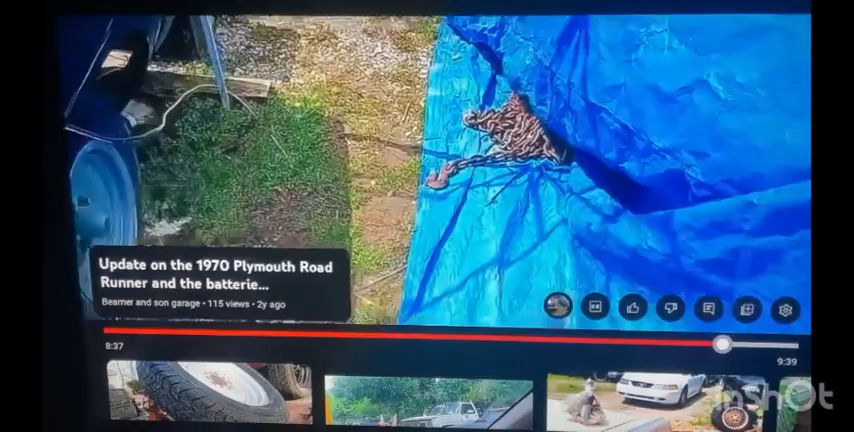 Update on the 1970 Plymouth Road
Runner and the batterie...
Beamer and son garage • 115 views • 2y ago
CC
8:37
9:39
InShOt